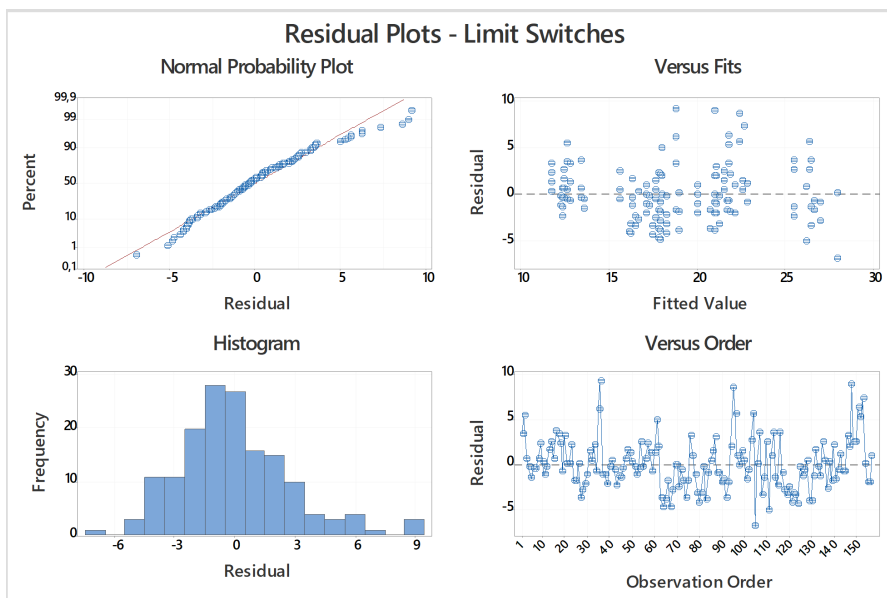 Residual Plots - Limit Switches
Normal Probability Plot
99,9
99
90
50
10
1
0,1
Percent
-10 -5 0 5 10
Residual
Versus Fits
10
5
0
-5
Residual
10 15 20 25 30
Fitted Value
Histogram
30
20
10
0
Frequency
-6 -3 0 3 6 9
Residual
Versus Order
10
5
0
-5
Residual
1 10 20 30 40 50 60 70 80 90 100 110 120 130 140 150
Observation Order